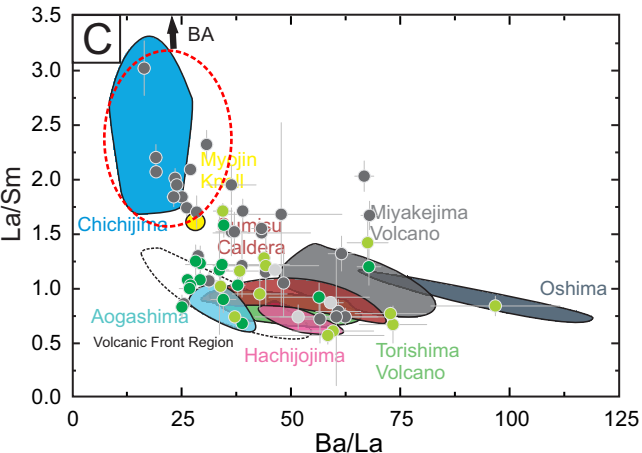 C
BA
3.5
3.0
2.5
2.0
1.5
1.0
0.5
0.0
La/Sm
Myojin
Knoll
Chichijima
Sumisu
Caldera
Miyakejima
Volcano
Oshima
Aogashima
Volcanic Front Region
Hachijojima
Torishima
Volcano
0
25
50
75
100
125
Ba/La